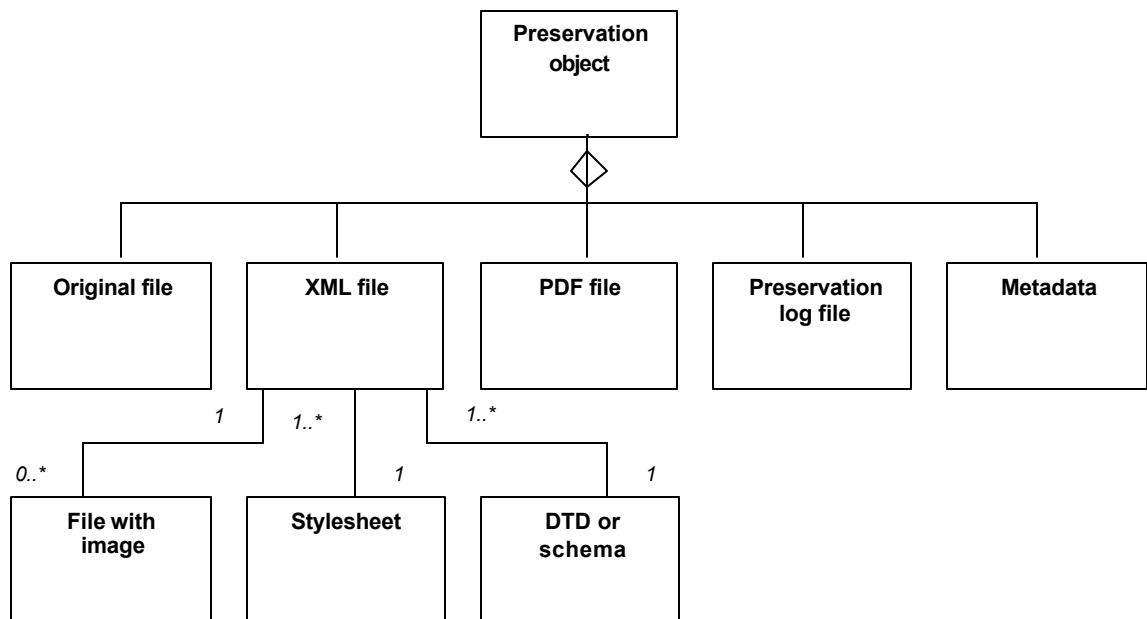 Preservation
object
Original file
XML file
PDF file
Preservation
log file
Metadata
1
1..*
1..*
0..*
1
1
File with
image
Stylesheet
DTD or
schema